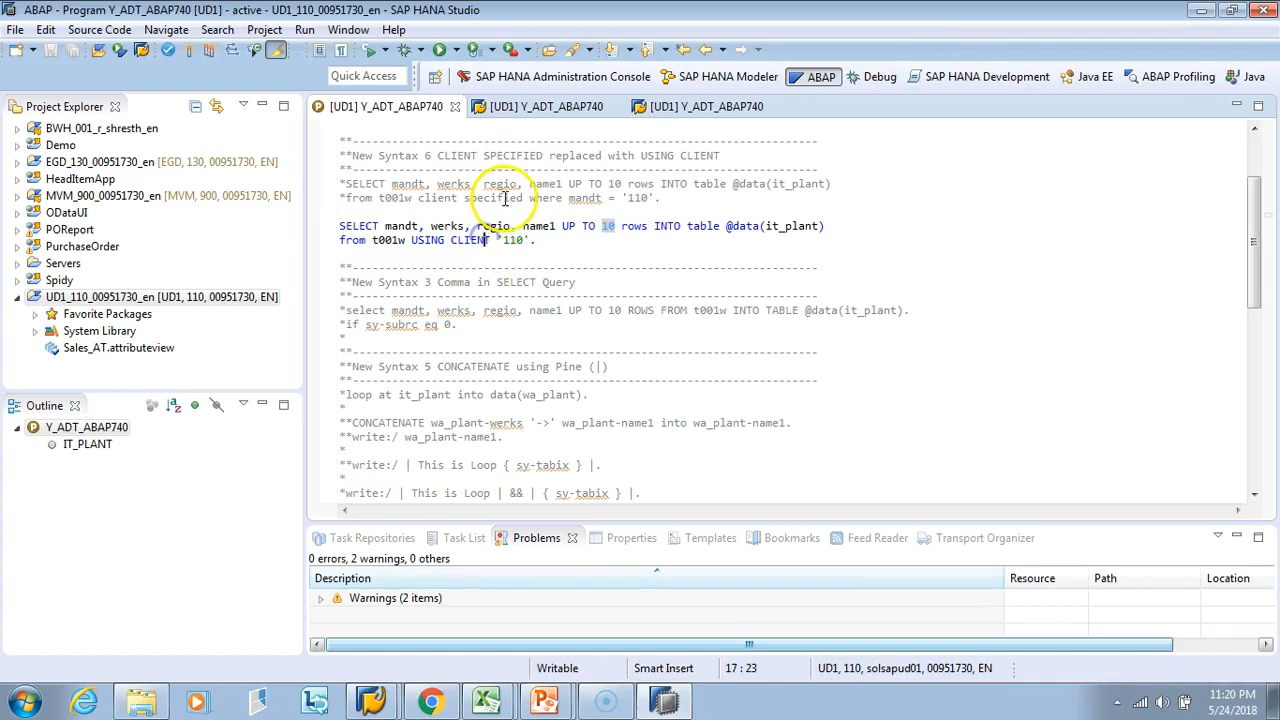 ABAP - Program Y_ADT_ABAP740 [UD1] - active - UD1_110_00951730_en - SAP HANA Studio
File Edit Source Code Navigate Search Project Run Window Help
Quick Access SAP HANA Administration Console SAP HANA Modeler ABAP Debug SAP HANA Development Java EE ABAP Profiling Java
Project Explorer
BWH_001_r_shresth_en
Demo
EGD_130_00951730_en [EGD, 130, 00951730, EN]
HeadItemApp
MVM_900_00951730_en [MVM, 900, 00951730, EN]
ODataUI
POReport
PurchaseOrder
Servers
Spidy
UD1_110_00951730_en [UD1, 110, 00951730, EN]
Favorite Packages
System Library
Sales_AT.attributeview
Outline
Y_ADT_ABAP740
IT_PLANT
[UD1] Y_ADT_ABAP740 [UD1] Y_ADT_ABAP740 [UD1] Y_ADT_ABAP740
**-------------------------------------------------------------------
**New Syntax 6 CLIENT SPECIFIED replaced with USING CLIENT
**-------------------------------------------------------------------
*SELECT mandt, werks, regio, name1 UP TO 10 rows INTO table @data(it_plant)
*from t001w client specified where mandt = '110'.
SELECT mandt, werks, regio, name1 UP TO 10 rows INTO table @data(it_plant)
from t001w USING CLIENT '110'.
**-------------------------------------------------------------------
**New Syntax 3 Comma in SELECT Query
**-------------------------------------------------------------------
*select mandt, werks, regio, name1 UP TO 10 ROWS FROM t001w INTO TABLE @data(it_plant).
*if sy-subrc eq 0.
*
**-------------------------------------------------------------------
**New Syntax 5 CONCATENATE using Pine (|)
**-------------------------------------------------------------------
*loop at it_plant into data(wa_plant).
*
*CONCATENATE wa_plant-werks '->' wa_plant-name1 into wa_plant-name1.
**write:/ wa_plant-name1.
*
**write:/ | This is Loop { sy-tabix } |.
*
*write:/ | This is Loop | && | { sy-tabix } |.
Task Repositories Task List Problems Properties Templates Bookmarks Feed Reader Transport Organizer
0 errors, 2 warnings, 0 others
Description Resource Path Location
Warnings (2 items)
Writable Smart Insert 17 : 23 UD1, 110, solsapud01, 00951730, EN
11:20 PM
5/24/2018